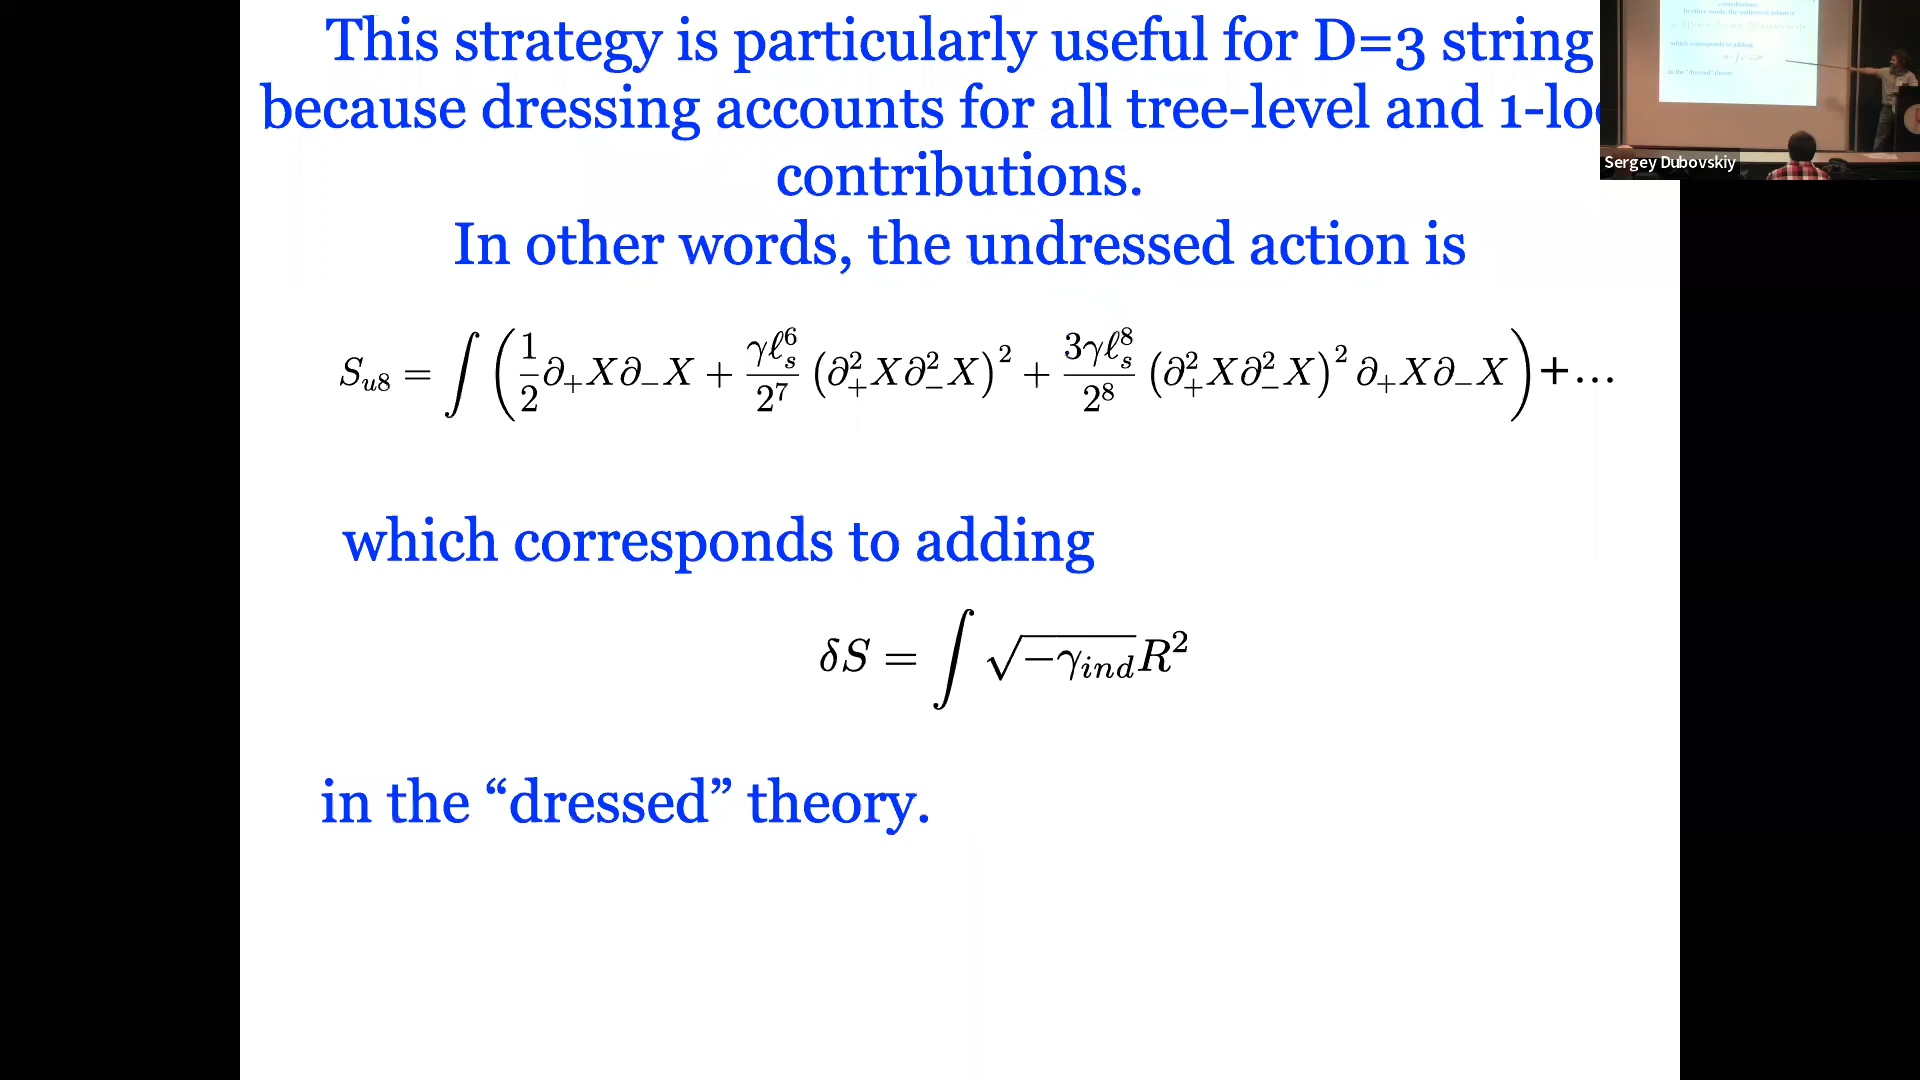 This strategy is particularly useful for D=3 string
because dressing accounts for all tree-level and 1-loo
contributions.
In other words, the undressed action is
$S_{u8} = \int \left( \frac{1}{2} \partial_+ X \partial_- X + \frac{\gamma \ell_s^6}{2^7} \left( \partial_+^2 X \partial_-^2 X \right)^2 + \frac{3\gamma \ell_s^8}{2^8} \left( \partial_+^2 X \partial_-^2 X \right)^2 \partial_+ X \partial_- X \right) + \ldots$
which corresponds to adding
$\delta S = \int \sqrt{-\gamma_{ind}} R^2$
in the “dressed” theory.
Sergey Dubovskiy